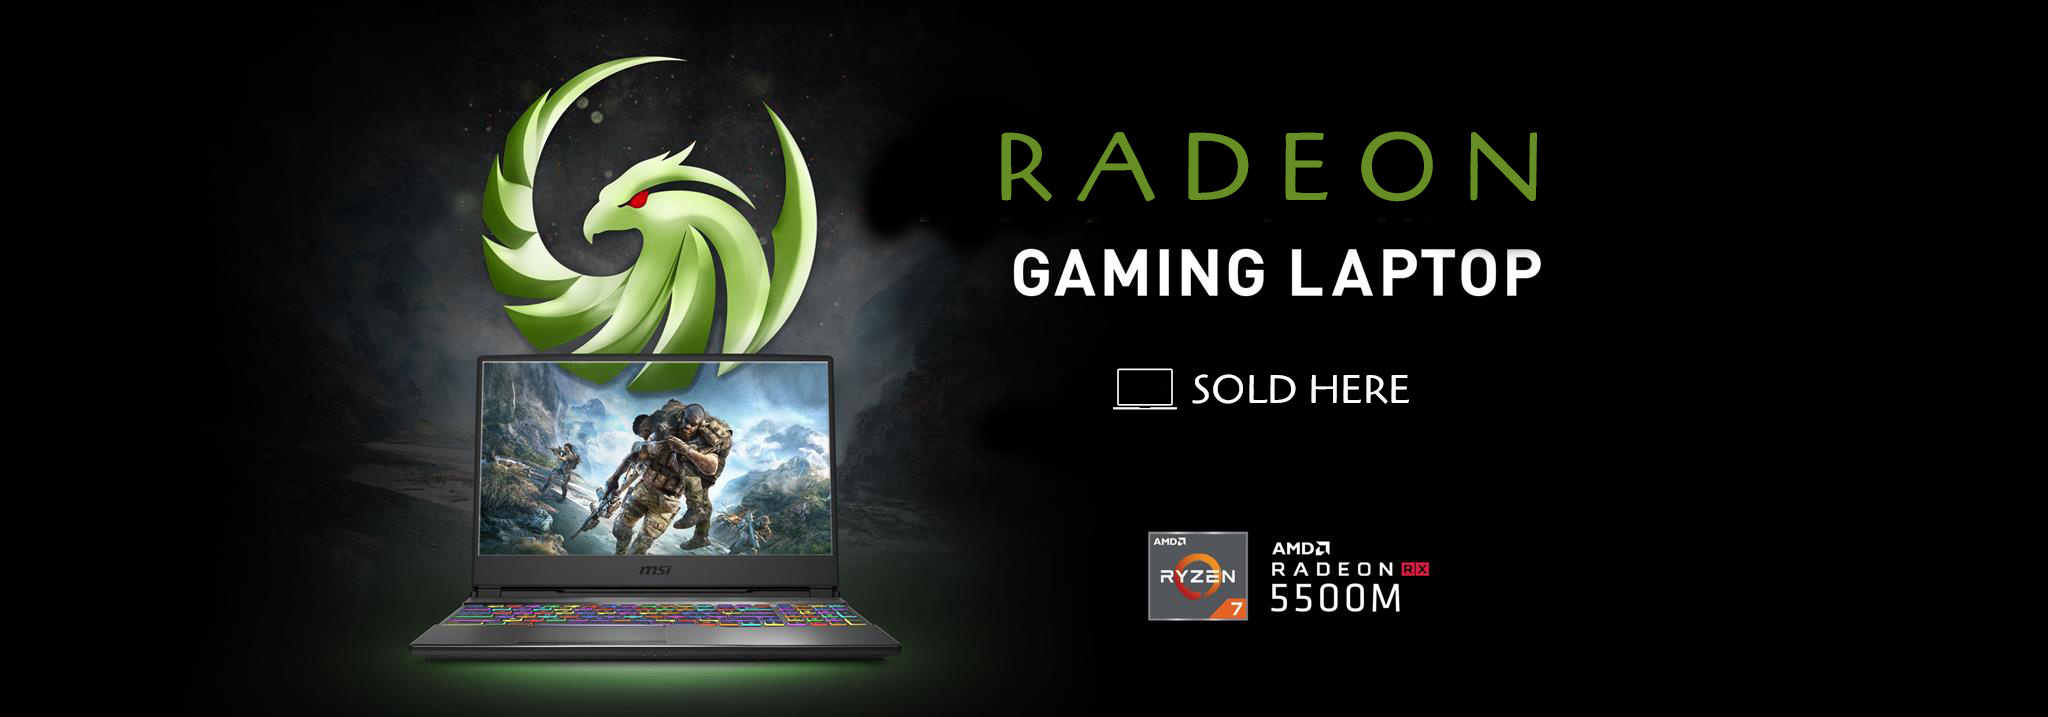 RADEON
GAMING LAPTOP
SOLD HERE
msi
AMD
RYZEN
7
AMD
RADEON RX
5500M